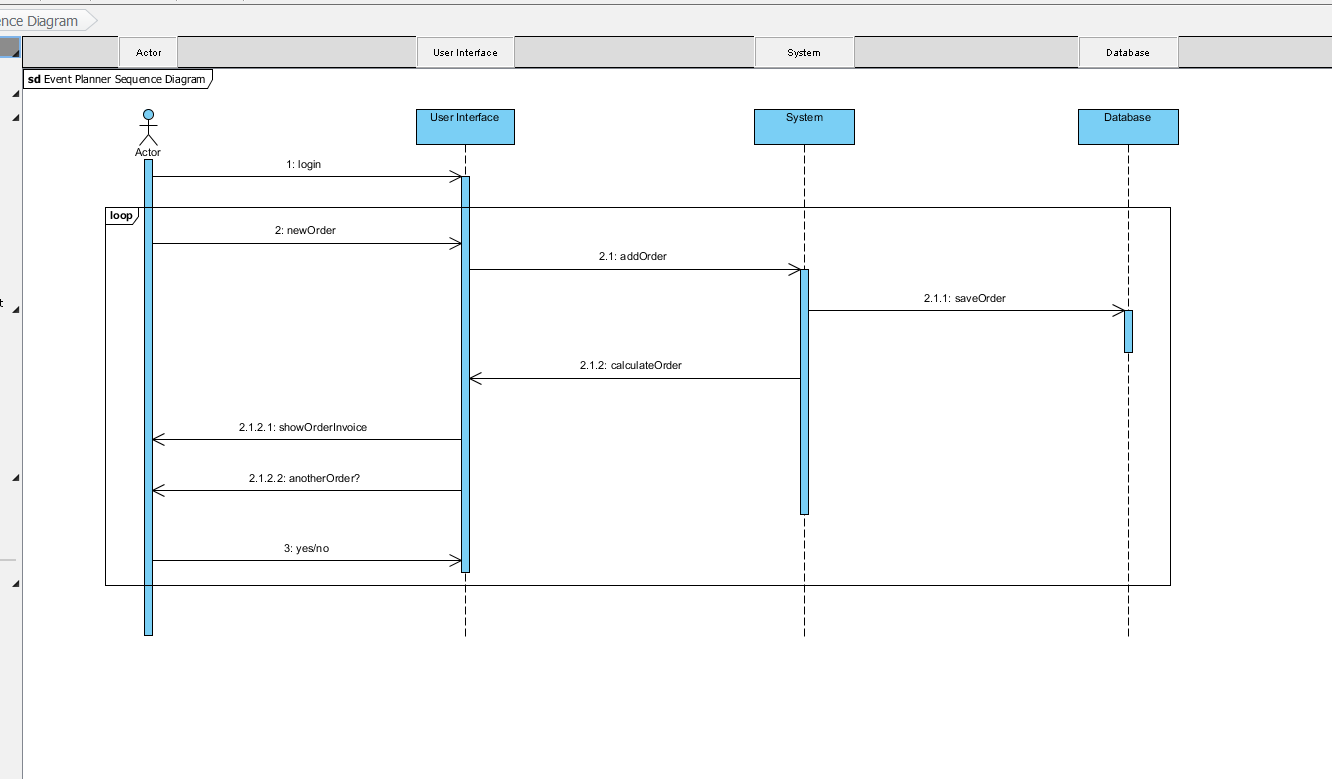 ence Diagram
Actor
User Interface
System
Database
sd Event Planner Sequence Diagram
User Interface
System
Database
Actor
1: login
loop
2: newOrder
2.1: addOrder
2.1.1: saveOrder
t
2.1.2: calculateOrder
2.1.2.1: showOrderInvoice
2.1.2.2: anotherOrder?
3: yes/no